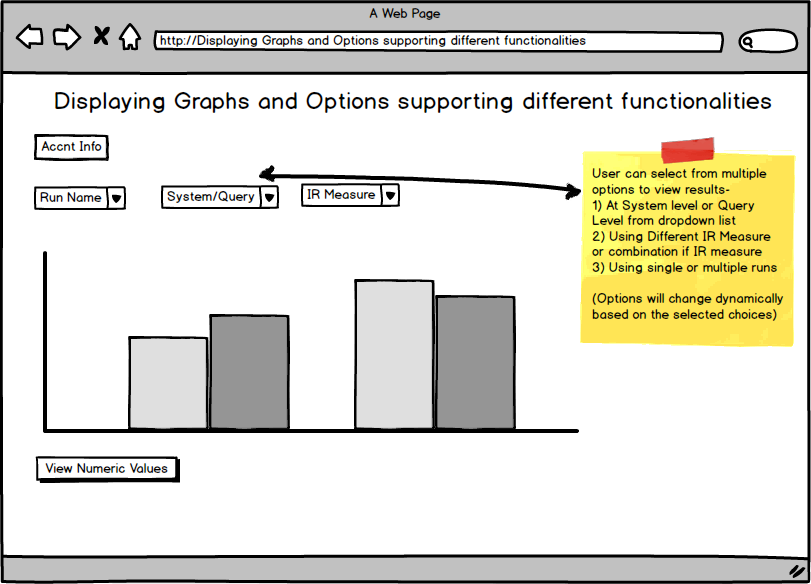 A Web Page
http://Displaying Graphs and Options supporting different functionalities
Displaying Graphs and Options supporting different functionalities
Accnt Info
Run Name
System/Query
IR Measure
User can select from multiple
options to view results-
1) At System level or Query
Level from dropdown list
2) Using Different IR Measure
or combination if IR measure
3) Using single or multiple runs
(Options will change dynamically
based on the selected choices)
View Numeric Values